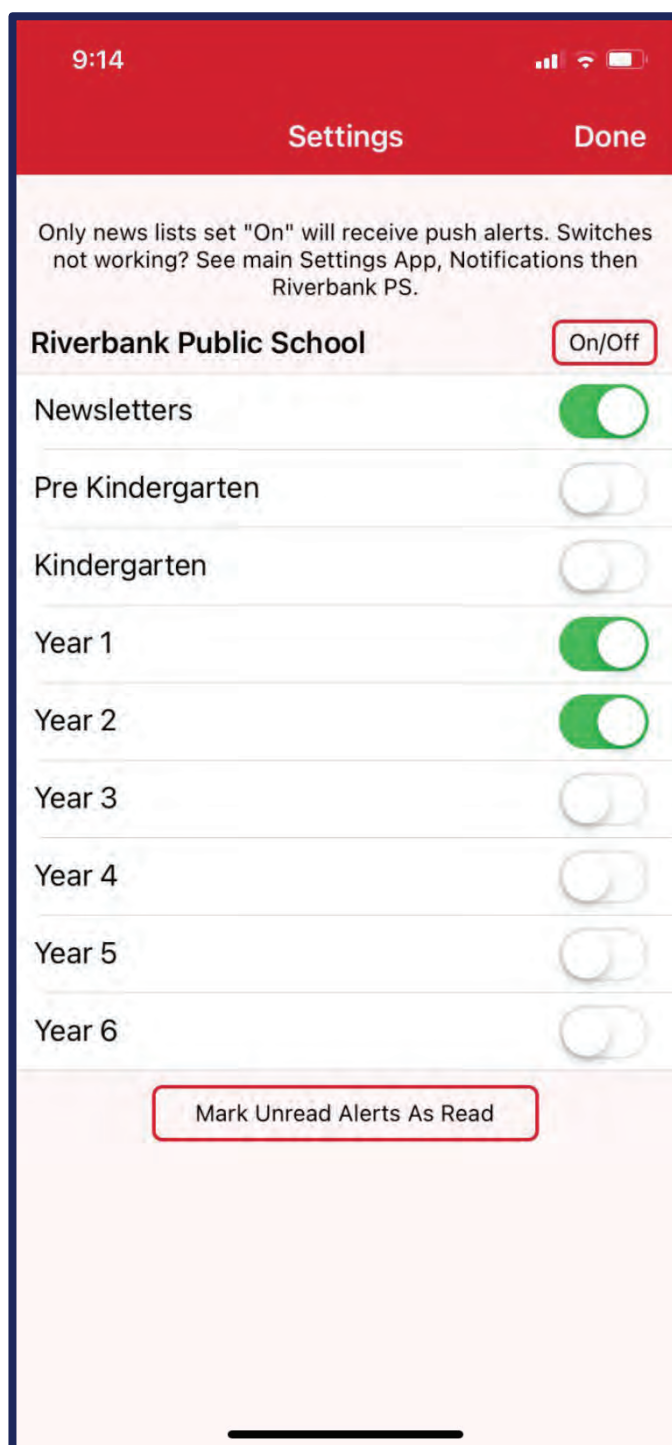 9:14
Settings
Done
Only news lists set "On" will receive push alerts. Switches
not working? See main Settings App, Notifications then
Riverbank PS.
Riverbank Public School
On/Off
Newsletters
Pre Kindergarten
Kindergarten
Year 1
Year 2
Year 3
Year 4
Year 5
Year 6
Mark Unread Alerts As Read